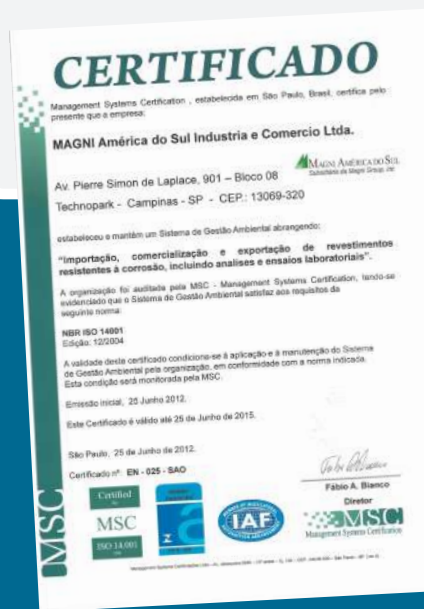 CERTIFICADO
Management Systems Certification , estabelecida em São Paulo, Brasil, certifica pelo
presente que a empresa:
MAGNI América do Sul Industria e Comercio Ltda.
MAGNI AMÉRICA DO SUL
Subsidiária de Magni Group, Ltd
Av. Pierre Simon de Laplace, 901 – Bloco 08
Technopark - Campinas - SP - CEP.: 13069-320
estabeleceu e mantém um Sistema de Gestão Ambiental abrangendo:
“Importação, comercialização e exportação de revestimentos
resistentes à corrosão, incluindo analises e ensaios laboratoriais”.
A organização foi auditada pela MSC - Management Systems Certification, tendo-se
evidenciado que o Sistema de Gestão Ambiental satisfaz aos requisitos da
seguinte norma:
NBR ISO 14001
Edição: 12/2004
A validade deste certificado condiciona-se à aplicação e à manutenção do Sistema
de Gestão Ambiental pela organização, em conformidade com a norma indicada.
Esta condição será monitorada pela MSC.
Emissão inicial, 25 Junho 2012.
Este Certificado é válido até 25 de Junho de 2015.
São Paulo, 25 de Junho de 2012.
Certificado nº: EN - 025 - SAO
Fábio A. Bianco
Diretor
MSC
Management Systems Certification
Certified
MSC
ISO 14.001
IAF
MSC